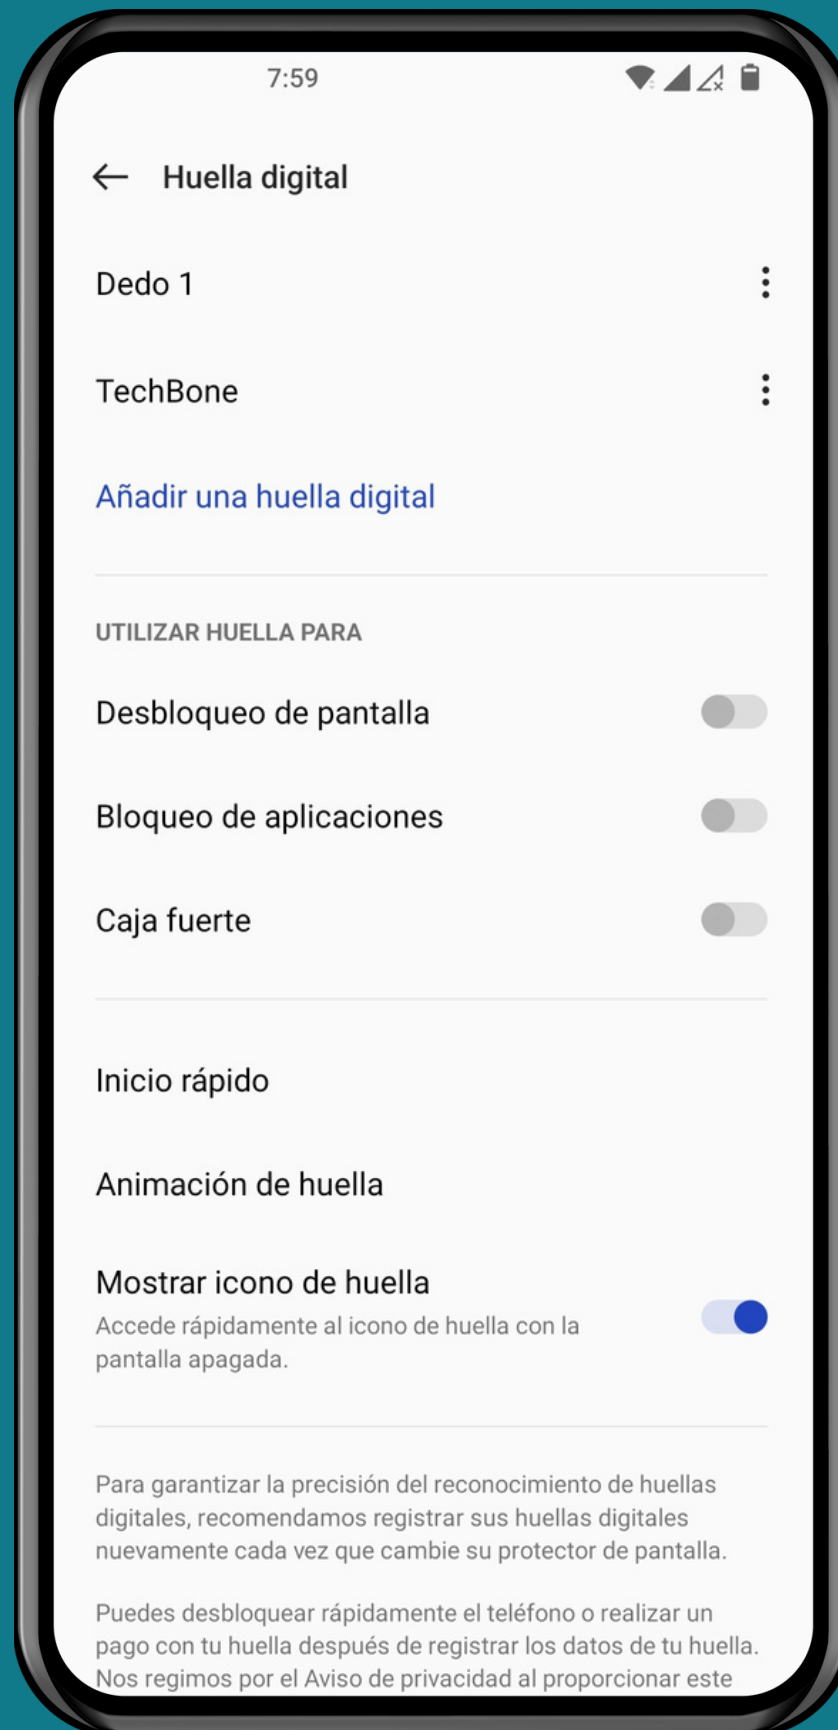 7:59
Huella digital
Dedo 1
TechBone
Añadir una huella digital
UTILIZAR HUELLA PARA
Desbloqueo de pantalla
Bloqueo de aplicaciones
Caja fuerte
Inicio rápido
Animación de huella
Mostrar icono de huella
Accede rápidamente al icono de huella con la
pantalla apagada.
Para garantizar la precisión del reconocimiento de huellas
digitales, recomendamos registrar sus huellas digitales
nuevamente cada vez que cambie su protector de pantalla.
Puedes desbloquear rápidamente el teléfono o realizar un
pago con tu huella después de registrar los datos de tu huella.
Nos regimos por el Aviso de privacidad al proporcionar este